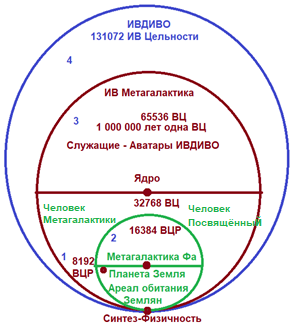 ИВДИВО
131072 ИВ Цельности
4
ИВ Метагалактика
65536 ВЦ
3
1 000 000 лет одна ВЦ
Служащие - Аватары ИВДИВО
Ядро
32768 ВЦ
Человек
Метагалактики
Человек
Посвящённый
16384 ВЦР
2
1
8192
ВЦР
Метагалактика Фа
Планета Земля
Ареал обитания
Землян
Синтез-Физичность